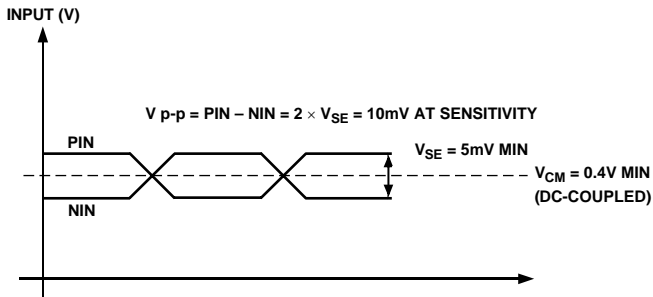 INPUT (V)
V p-p = PIN – NIN = 2 × VSE = 10mV AT SENSITIVITY
PIN
VSE = 5mV MIN
VCM = 0.4V MIN
(DC-COUPLED)
NIN